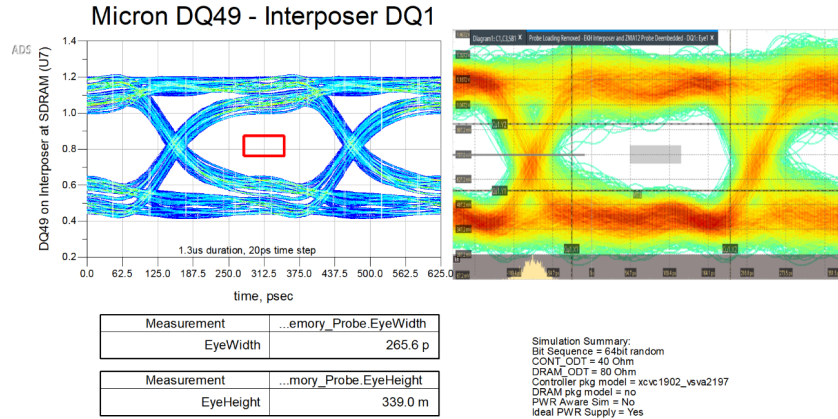 Micron DQ49 - Interposer DQ1
ADS
DQ49 on Interposer at SDRAM (U7)
1.4
1.2
1.0
0.8
0.6
0.4
0.2
1.3us duration, 20ps time step
0.0 62.5 125.0 187.5 250.0 312.5 375.0 437.5 500.0 562.5 625.0
time, psec
Diagram1: C1,C3,SB1 X Probe Loading Removed - EKH Interposer and ZMA12 Probe Deembedded - DQ1: Eye1 X
Measurement ...emory_Probe.EyeWidth
EyeWidth 265.6 p
Measurement ...mory_Probe.EyeHeight
EyeHeight 339.0 m
Simulation Summary:
Bit Sequence = 64bit random
CONT_ODT = 40 Ohm
DRAM_ODT = 80 Ohm
Controller pkg model = xcvc1902_vsva2197
DRAM pkg model = no
PWR Aware Sim = No
Ideal PWR Supply = Yes